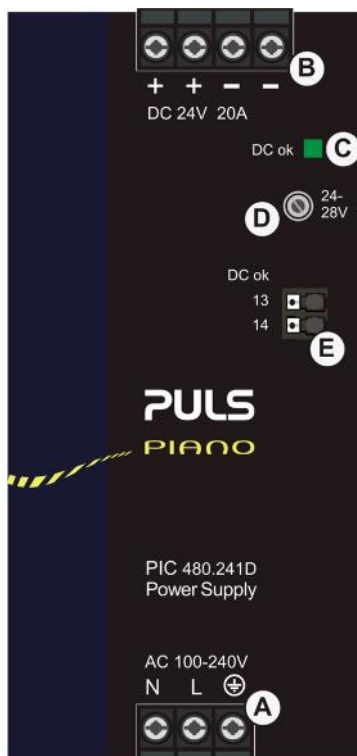 B
+ + – –
DC 24V 20A
DC ok C
D 24-
28V
DC ok
13
14
E
PULS
PIANO
PIC 480.241D
Power Supply
AC 100-240V
N L A